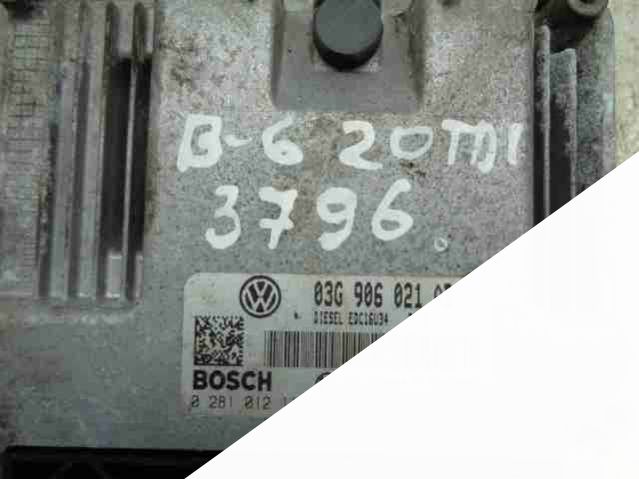 B-6 20TDI
3796.
03G 906 021
DIESEL EDC16U34
BOSCH
0 281 012